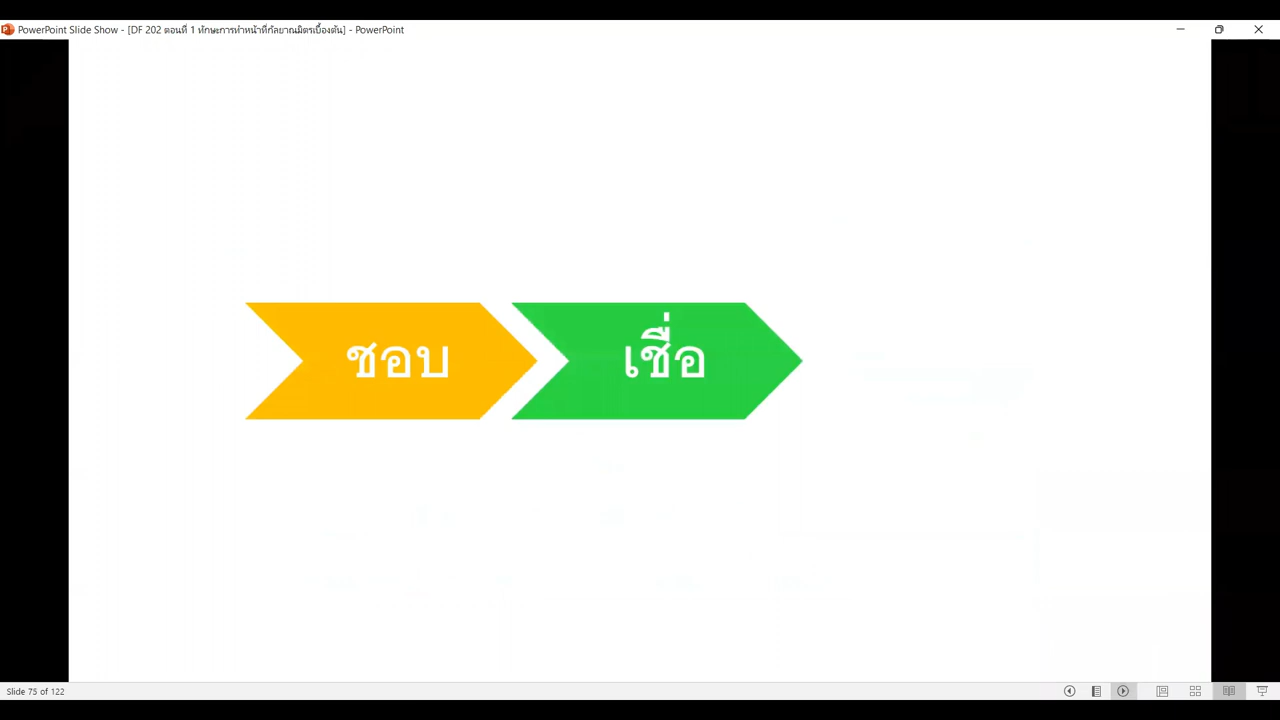 PowerPoint Slide Show - [DF 202 ตอนที่ 1 ทักษะการทำหน้าที่กัลยาณมิตรเบื้องต้น] - PowerPoint
ชอบ
เชื่อ
Slide 75 of 122